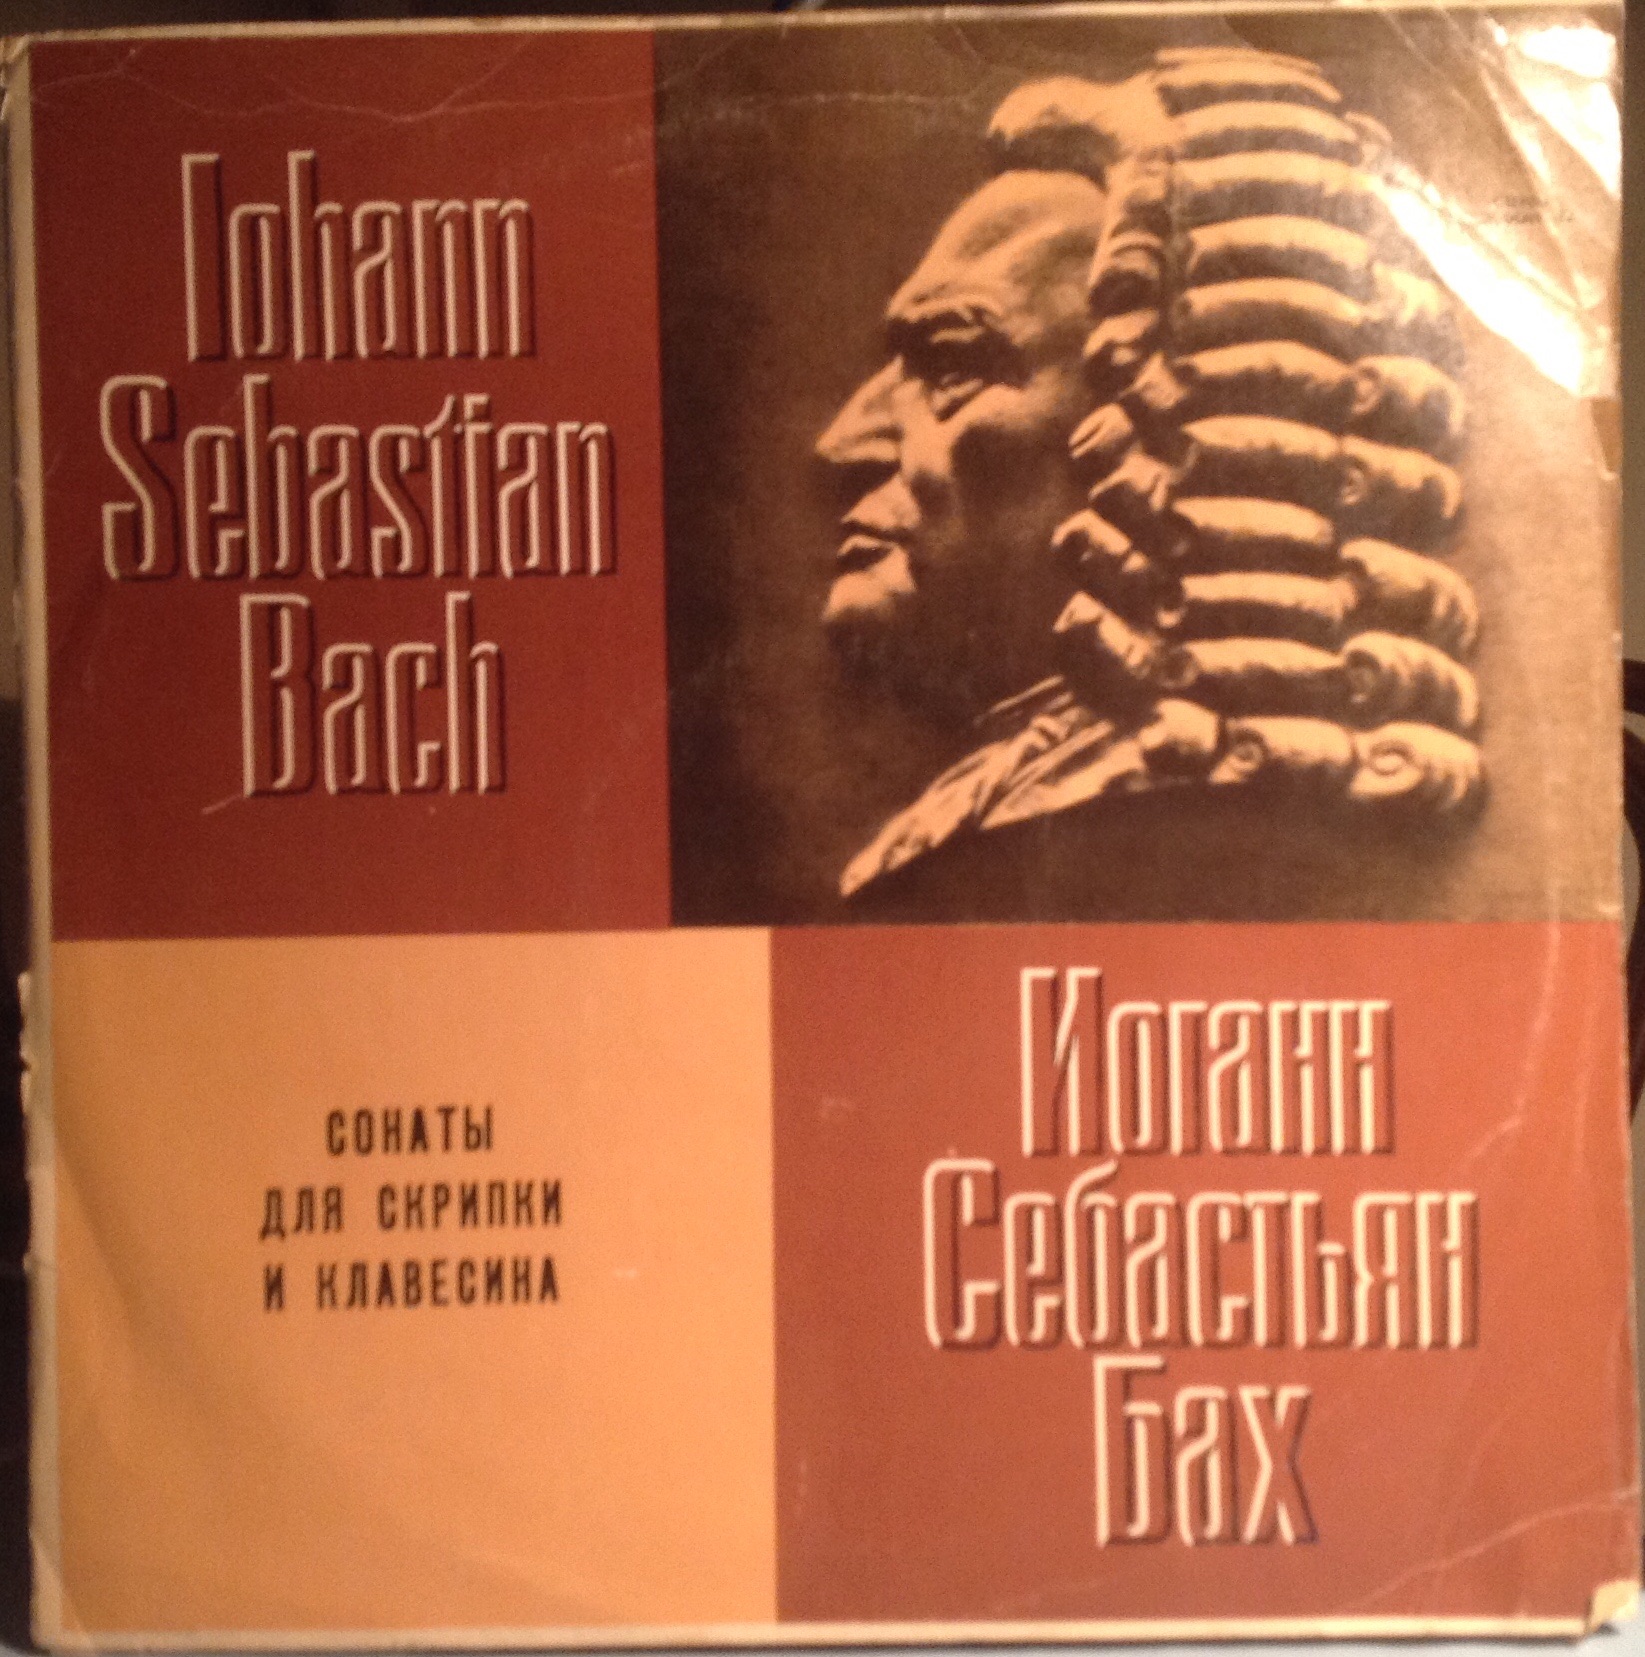 Iohann
Sebastian
Bach
СОНАТЫ
ДЛЯ СКРИПКИ
И КЛАВЕСИНА
Иоганн
Себастьян
Бах